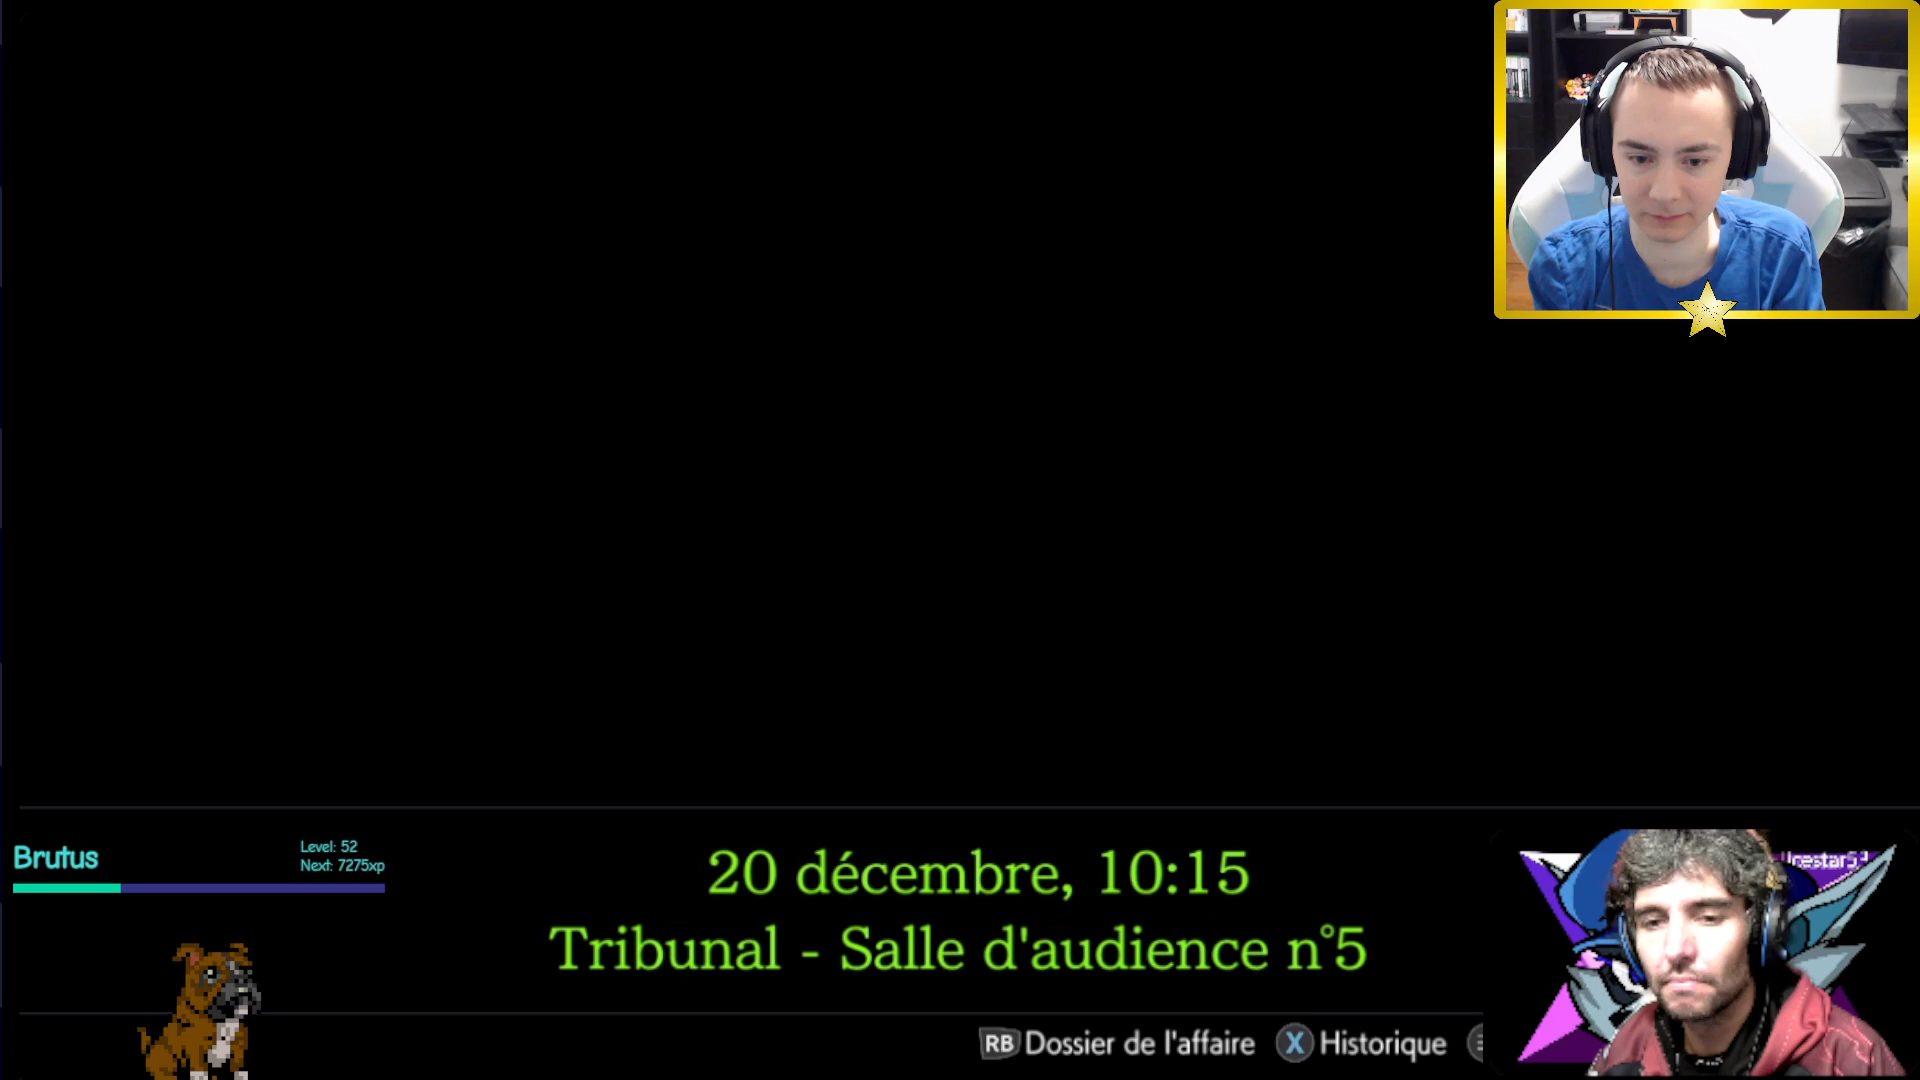 Brutus
Level: 52
Next: 7275xp
20 décembre, 10:15
Tribunal - Salle d'audience n°5
RB Dossier de l'affaire X Historique